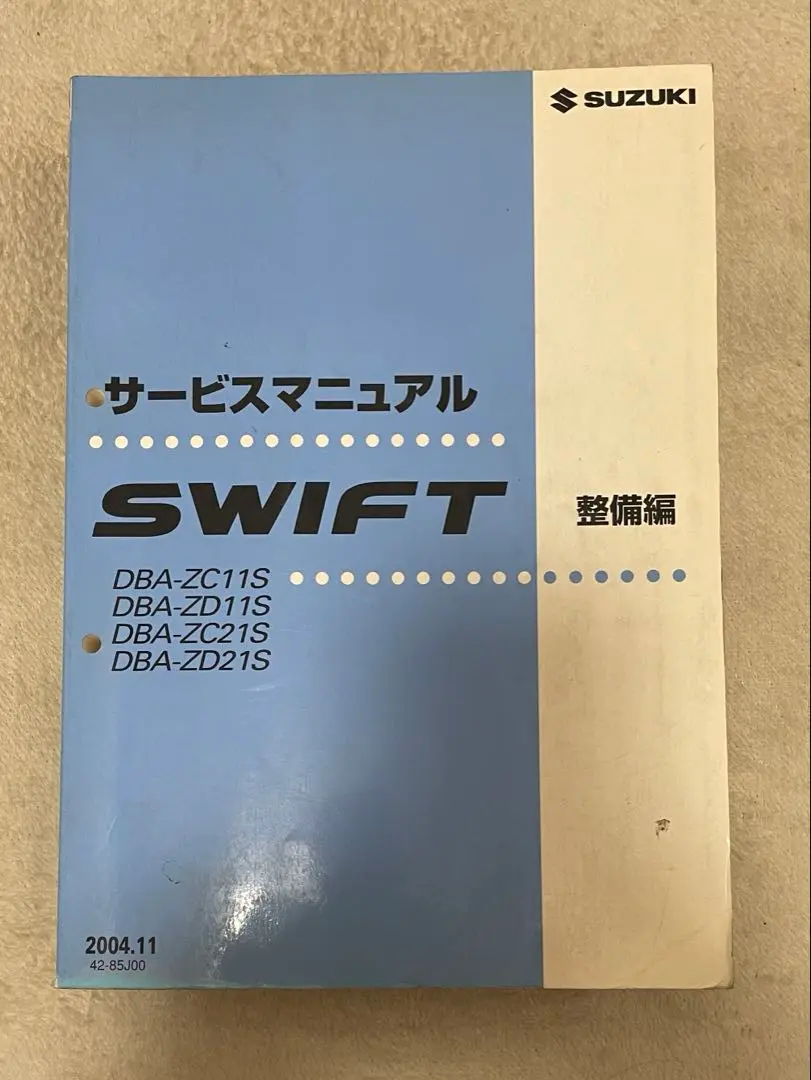 SUZUKI
サービスマニュアル
SWIFT
整備編
DBA-ZC11S
DBA-ZD11S
DBA-ZC21S
DBA-ZD21S
2004.11
42-85J00